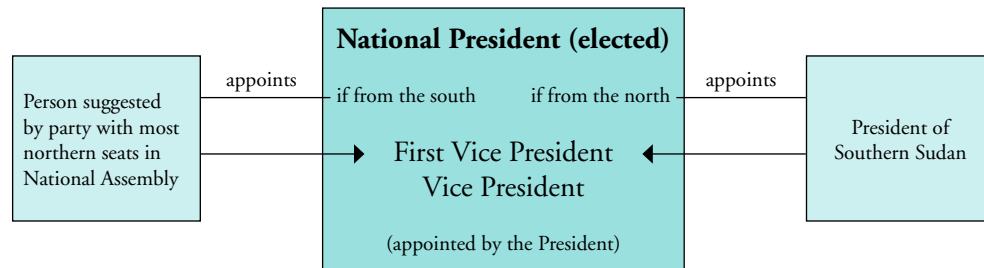 National President (elected)
appoints
appoints
if from the south
if from the north
Person suggested
by party with most
northern seats in
National Assembly
President of
Southern Sudan
First Vice President
Vice President
(appointed by the President)